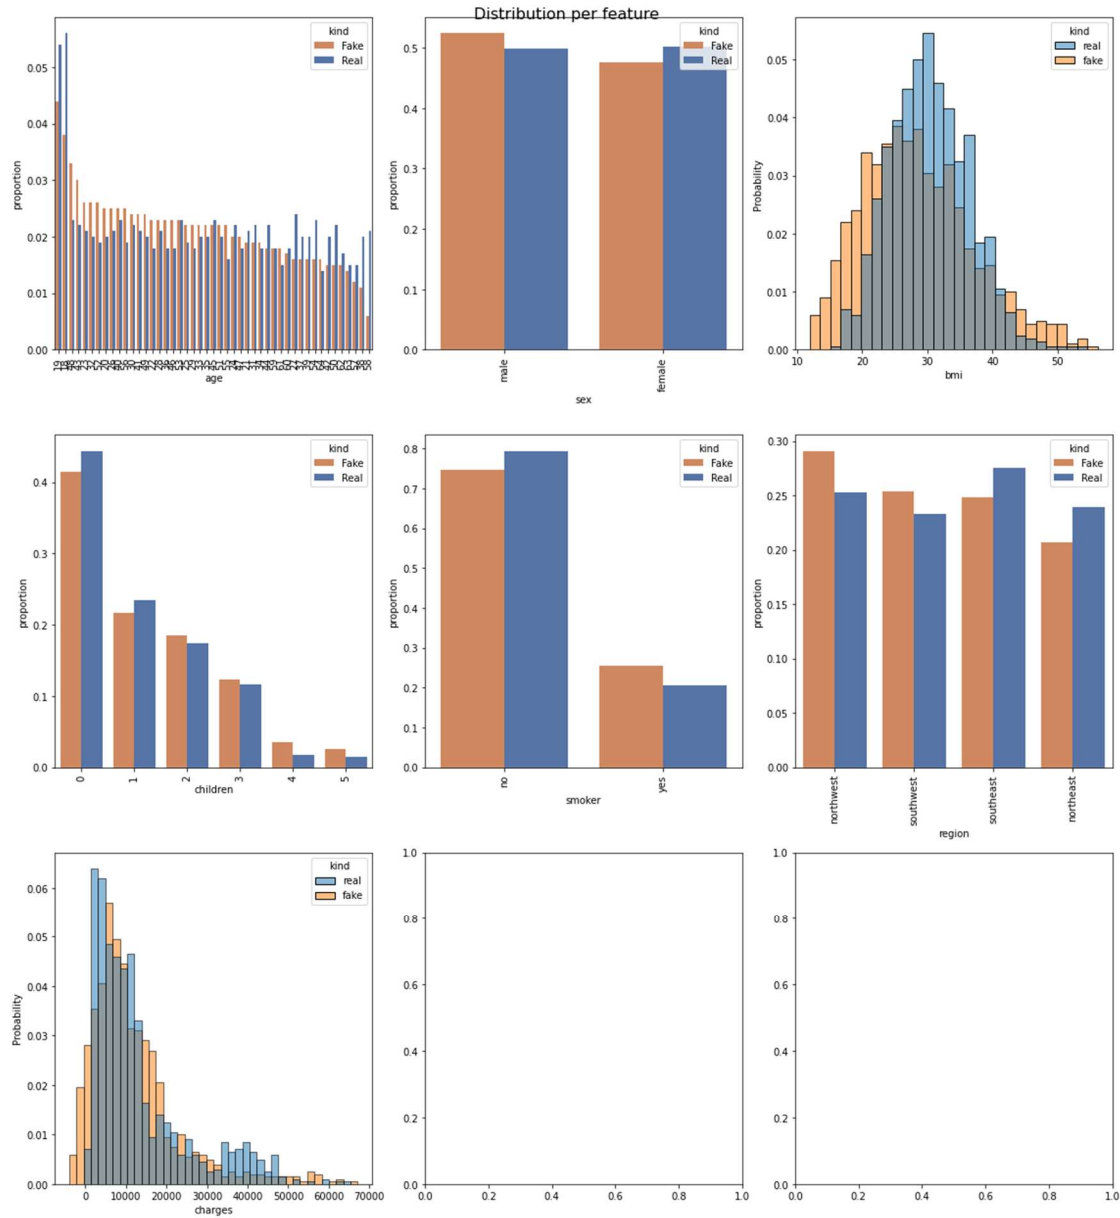 Distribution per feature
kind
Fake
Real
proportion
0.05
0.04
0.03
0.02
0.01
0.00
age
kind
Fake
Real
proportion
0.5
0.4
0.3
0.2
0.1
0.0
male
female
sex
kind
real
fake
Probability
0.05
0.04
0.03
0.02
0.01
0.00
10 20 30 40 50
bmi
kind
Fake
Real
proportion
0.4
0.3
0.2
0.1
0.0
0 1 2 3 4 5
children
kind
Fake
Real
proportion
0.8
0.7
0.6
0.5
0.4
0.3
0.2
0.1
0.0
no
yes
smoker
kind
Fake
Real
proportion
0.30
0.25
0.20
0.15
0.10
0.05
0.00
northwest
southwest
southeast
northeast
region
kind
real
fake
Probability
0.06
0.05
0.04
0.03
0.02
0.01
0.00
0 10000 20000 30000 40000 50000 60000 70000
charges
1.0
0.8
0.6
0.4
0.2
0.0
0.0 0.2 0.4 0.6 0.8 1.0
1.0
0.8
0.6
0.4
0.2
0.0
0.0 0.2 0.4 0.6 0.8 1.0